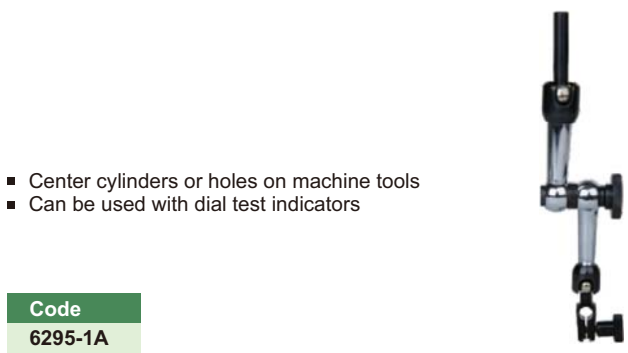 Center cylinders or holes on machine tools
Can be used with dial test indicators
Code
6295-1A